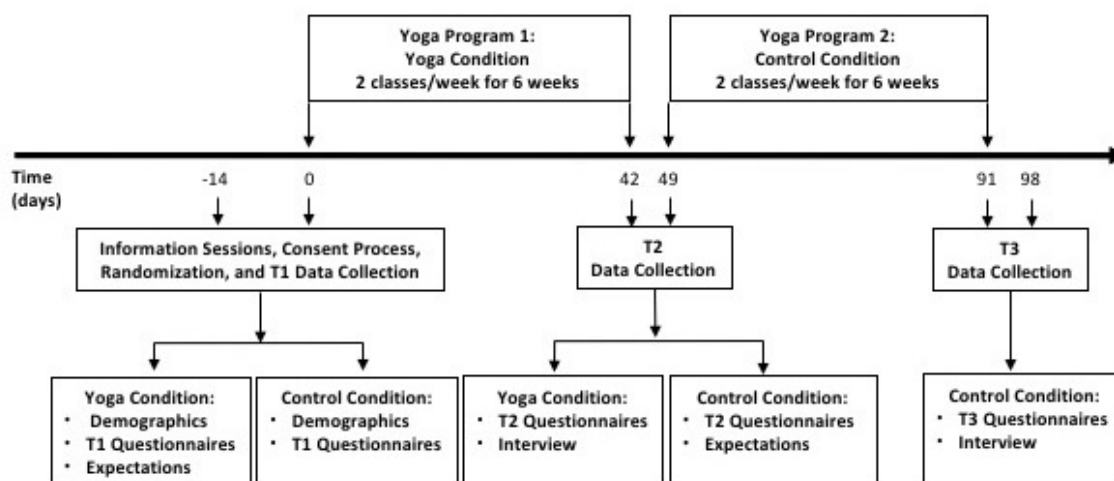 Yoga Program 1:
Yoga Condition
2 classes/week for 6 weeks
Yoga Program 2:
Control Condition
2 classes/week for 6 weeks
Time
(days)
-14
0
42
49
91
98
Information Sessions, Consent Process,
Randomization, and T1 Data Collection
T2
Data Collection
T3
Data Collection
Yoga Condition:
· Demographics
· T1 Questionnaires
· Expectations
Control Condition:
· Demographics
· T1 Questionnaires
Yoga Condition:
· T2 Questionnaires
· Interview
Control Condition:
· T2 Questionnaires
· Expectations
Control Condition:
· T3 Questionnaires
· Interview